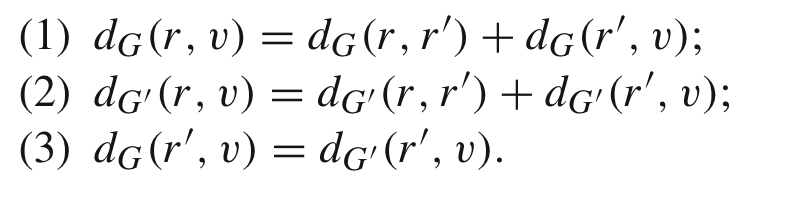 (1) d_G(r, v) = d_G(r, r′) + d_G(r′, v);
(2) d_{G′}(r, v) = d_{G′}(r, r′) + d_{G′}(r′, v);
(3) d_G(r′, v) = d_{G′}(r′, v).